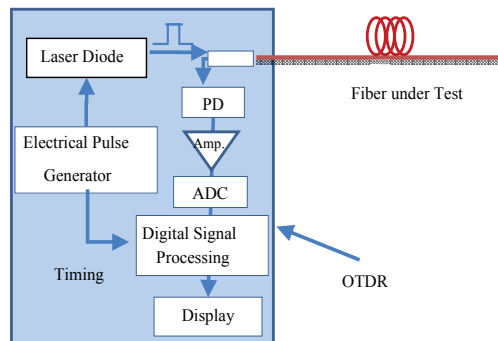 Laser Diode
Fiber under Test
PD
Electrical Pulse
Generator
Amp.
ADC
Digital Signal
Processing
Timing
OTDR
Display